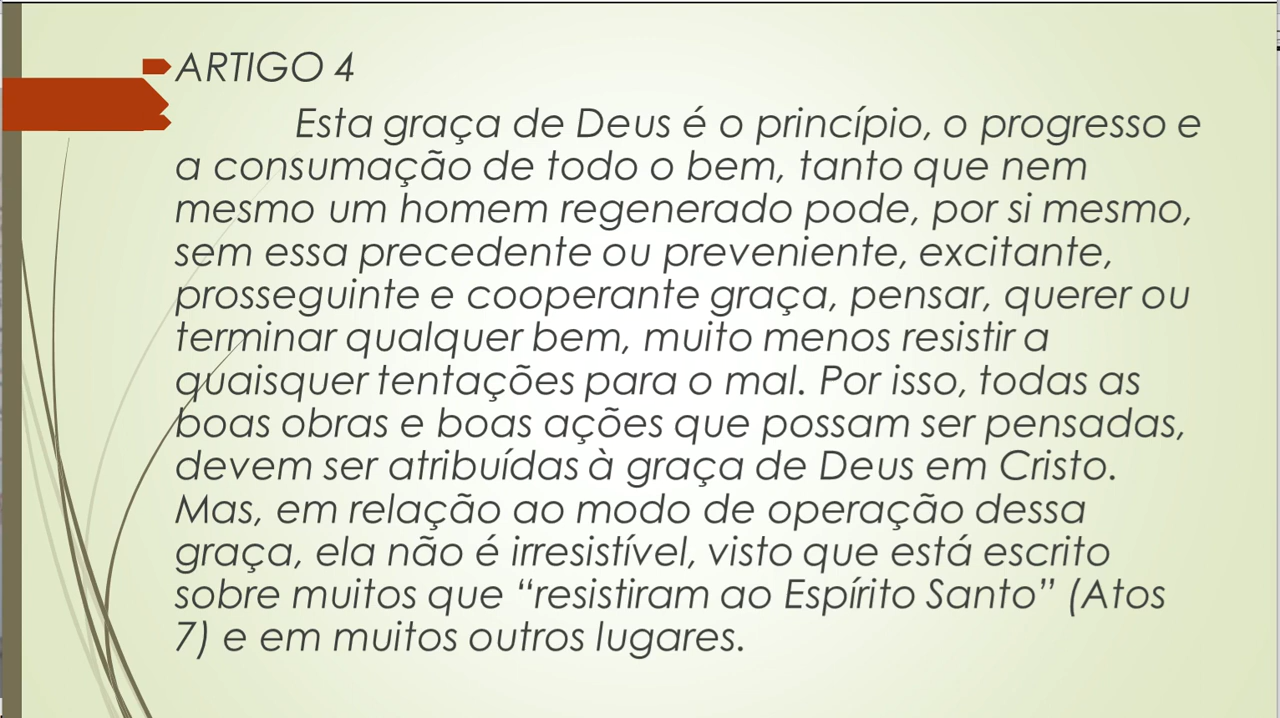 ARTIGO 4
Esta graça de Deus é o princípio, o progresso e
a consumação de todo o bem, tanto que nem
mesmo um homem regenerado pode, por si mesmo,
sem essa precedente ou preveniente, excitante,
prosseguinte e cooperante graça, pensar, querer ou
terminar qualquer bem, muito menos resistir a
quaisquer tentações para o mal. Por isso, todas as
boas obras e boas ações que possam ser pensadas,
devem ser atribuídas à graça de Deus em Cristo.
Mas, em relação ao modo de operação dessa
graça, ela não é irresistível, visto que está escrito
sobre muitos que “resistiram ao Espírito Santo” (Atos
7) e em muitos outros lugares.